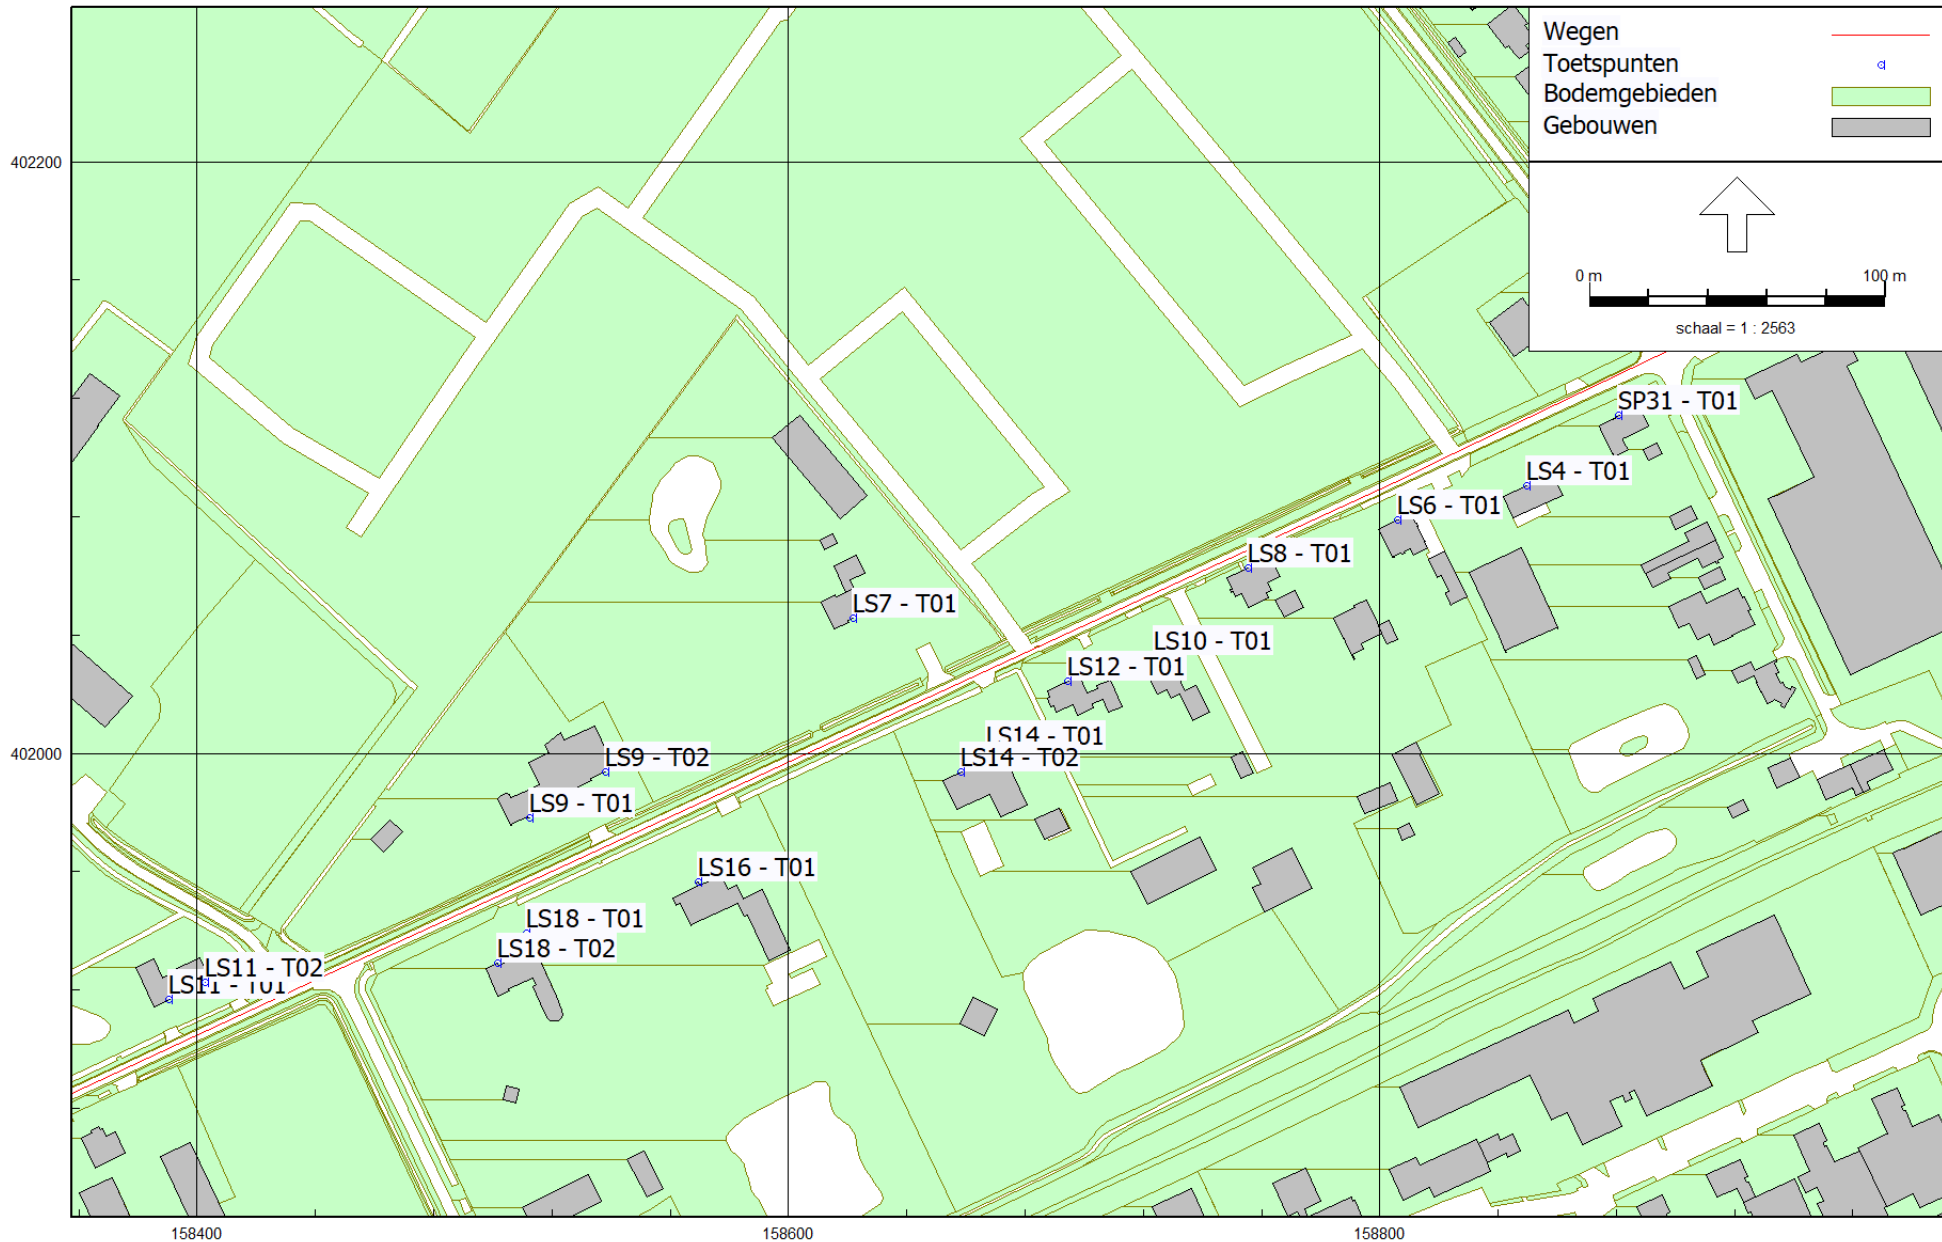 Wegen
Toetspunten
Bodemgebieden
Gebouwen
402200
0 m 100 m
schaal = 1 : 2563
SP31 - T01
LS4 - T01
LS6 - T01
LS8 - T01
LS7 - T01
LS10 - T01
LS12 - T01
LS14 - T01
402000
LS9 - T02
LS14 - T02
LS9 - T01
LS16 - T01
LS18 - T01
LS18 - T02
LS11 - T02
LS11 - T01
158400 158600 158800